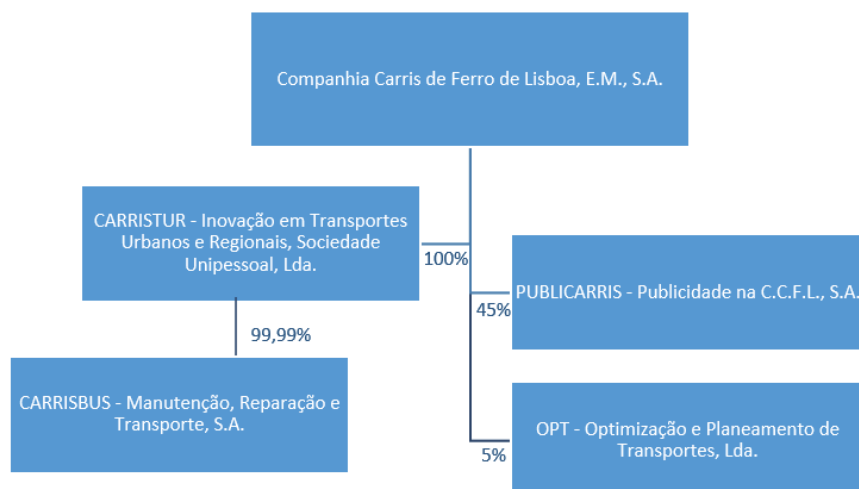 Companhia Carris de Ferro de Lisboa, E.M., S.A.
CARRISTUR - Inovação em Transportes
Urbanos e Regionais, Sociedade
Unipessoal, Lda.
100%
PUBLICARRIS - Publicidade na C.C.F.L., S.A.
45%
99,99%
CARRISBUS - Manutenção, Reparação e
Transporte, S.A.
OPT - Optimização e Planeamento de
Transportes, Lda.
5%